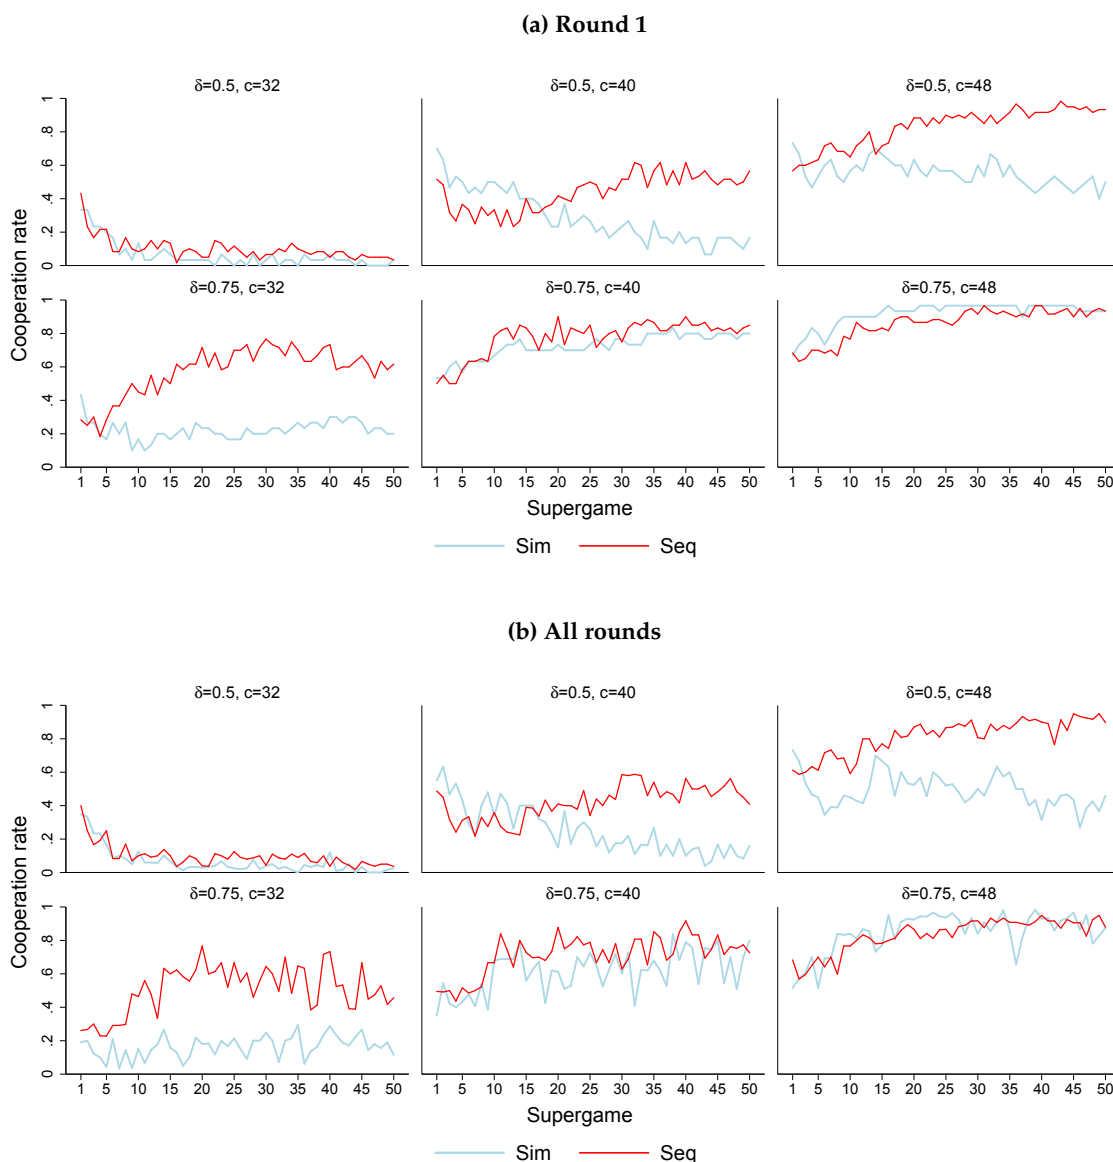 (a) Round 1
δ=0.5, c=32 δ=0.5, c=40 δ=0.5, c=48
Cooperation rate
0 .2 .4 .6 .8 1
δ=0.75, c=32 δ=0.75, c=40 δ=0.75, c=48
0 .2 .4 .6 .8 1
1 5 10 15 20 25 30 35 40 45 50 1 5 10 15 20 25 30 35 40 45 50 1 5 10 15 20 25 30 35 40 45 50
Supergame
Sim Seq
(b) All rounds
δ=0.5, c=32 δ=0.5, c=40 δ=0.5, c=48
Cooperation rate
0 .2 .4 .6 .8 1
δ=0.75, c=32 δ=0.75, c=40 δ=0.75, c=48
0 .2 .4 .6 .8 1
1 5 10 15 20 25 30 35 40 45 50 1 5 10 15 20 25 30 35 40 45 50 1 5 10 15 20 25 30 35 40 45 50
Supergame
Sim Seq